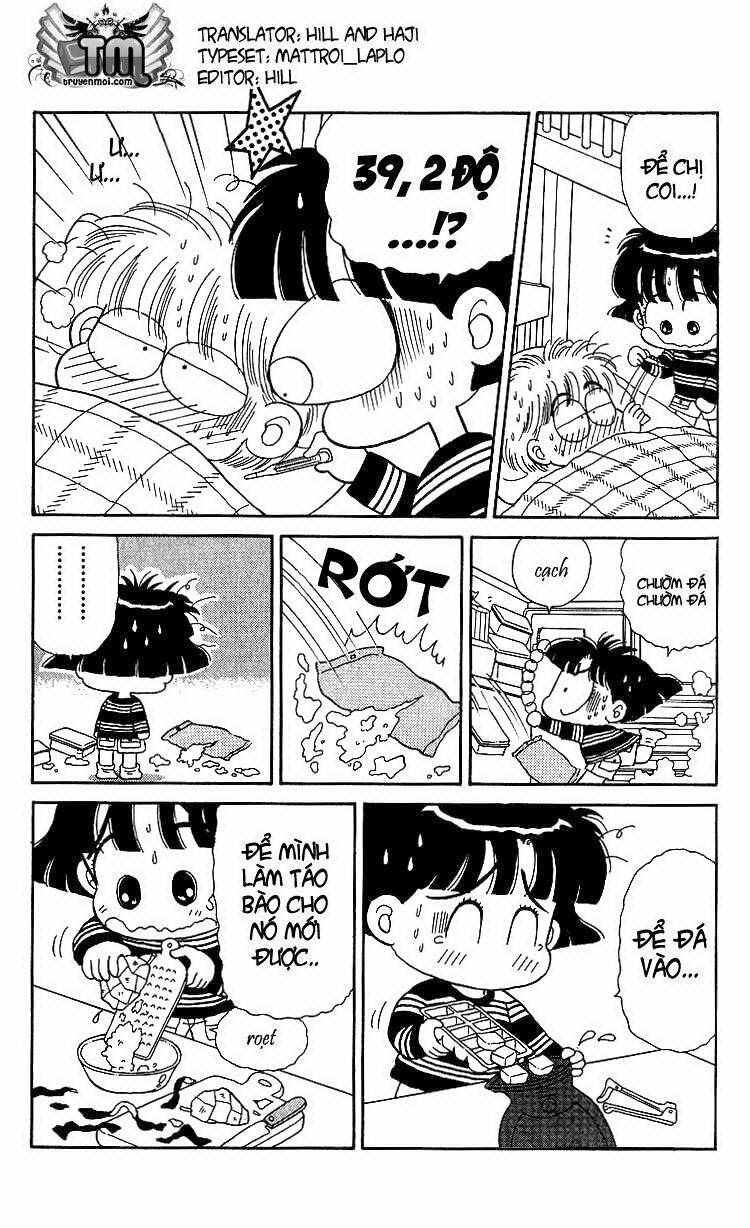 TM
truyenmoi.com
TRANSLATOR: HILL AND HAJI
TYPESET: MATTROI_LAPLO
EDITOR: HILL
ĐỂ CHỊ
COI...!
39,2 ĐỘ
....!?
Ư...
Ư...
CHƯỜM ĐÁ
CHƯỜM ĐÁ
cạch
RỚT
ĐỂ ĐÁ
VÀO...
ĐỂ MÌNH
LÀM TÁO
BÀO CHO
NÓ MỚI
ĐƯỢC..
roẹt